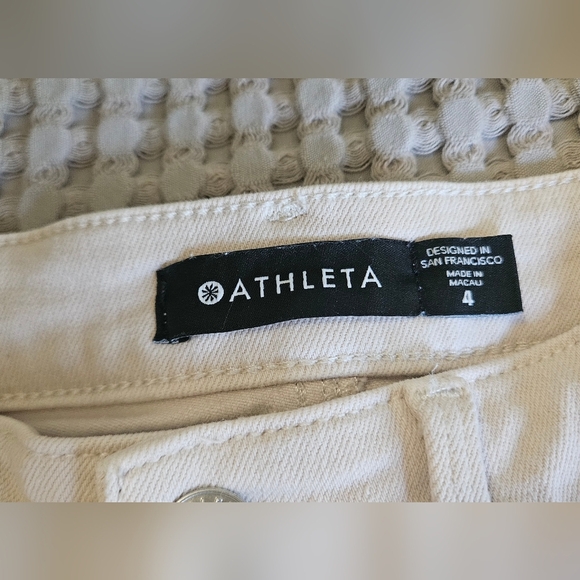 ATHLETA
DESIGNED IN
SAN FRANCISCO
MADE IN
MACAU
4